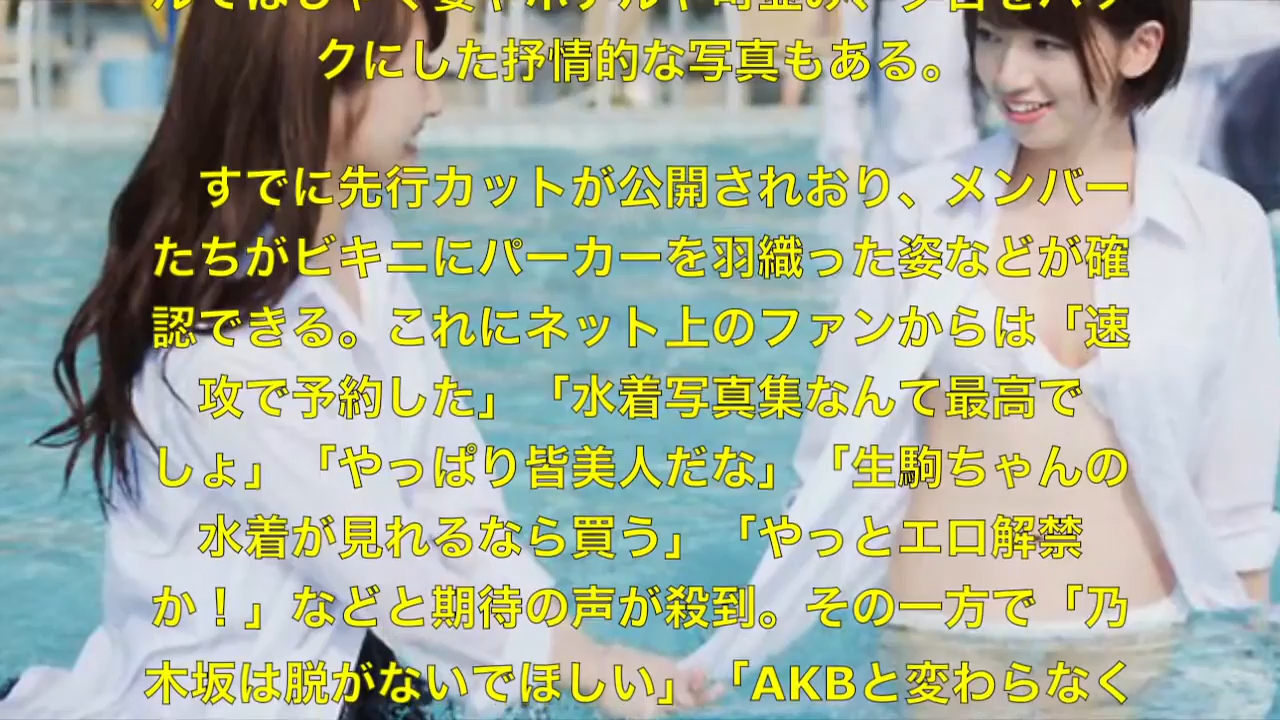 クにした抒情的な写真もある。
すでに先行カットが公開されおり、メンバー
たちがビキニにパーカーを羽織った姿などが確
認できる。これにネット上のファンからは「速
攻で予約した」「水着写真集なんて最高で
しょ」「やっぱり皆美人だな」「生駒ちゃんの
水着が見れるなら買う」「やっとエロ解禁
か！」などと期待の声が殺到。その一方で「乃
木坂は脱がないでほしい」「AKBと変わらなく